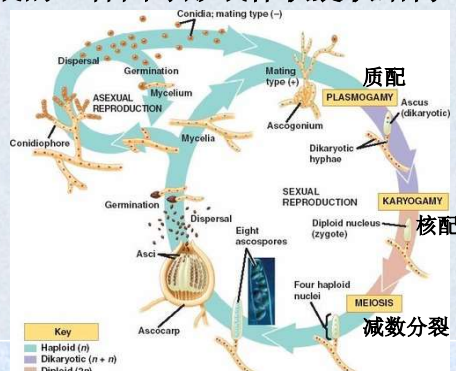 Conidia; mating type (–)
Dispersal
Germination
Mycelium
ASEXUAL
REPRODUCTION
Conidiophore
Mycelia
Mating
type (+)
Ascogonium
质配
PLASMOGAMY
Ascus
(dikaryotic)
Dikaryotic
hyphae
SEXUAL
REPRODUCTION
KARYOGAMY
Diploid nucleus
(zygote)
核配
Germination
Dispersal
Eight
ascospores
Asci
Four haploid
nuclei
MEIOSIS
减数分裂
Ascocarp
Key
Haploid (n)
Dikaryotic (n + n)
Diploid (2n)